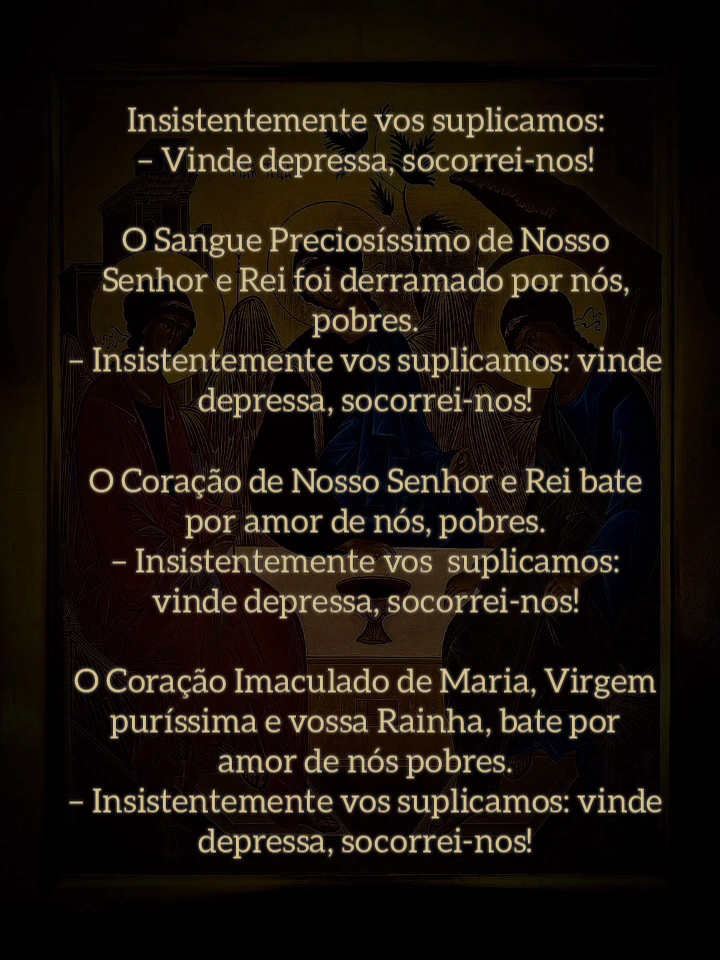 Insistentemente vos suplicamos:
– Vinde depressa, socorrei-nos!
O Sangue Preciosíssimo de Nosso
Senhor e Rei foi derramado por nós,
pobres.
– Insistentemente vos suplicamos: vinde
depressa, socorrei-nos!
O Coração de Nosso Senhor e Rei bate
por amor de nós, pobres.
– Insistentemente vos  suplicamos:
vinde depressa, socorrei-nos!
O Coração Imaculado de Maria, Virgem
puríssima e vossa Rainha, bate por
amor de nós pobres.
– Insistentemente vos suplicamos: vinde
depressa, socorrei-nos!